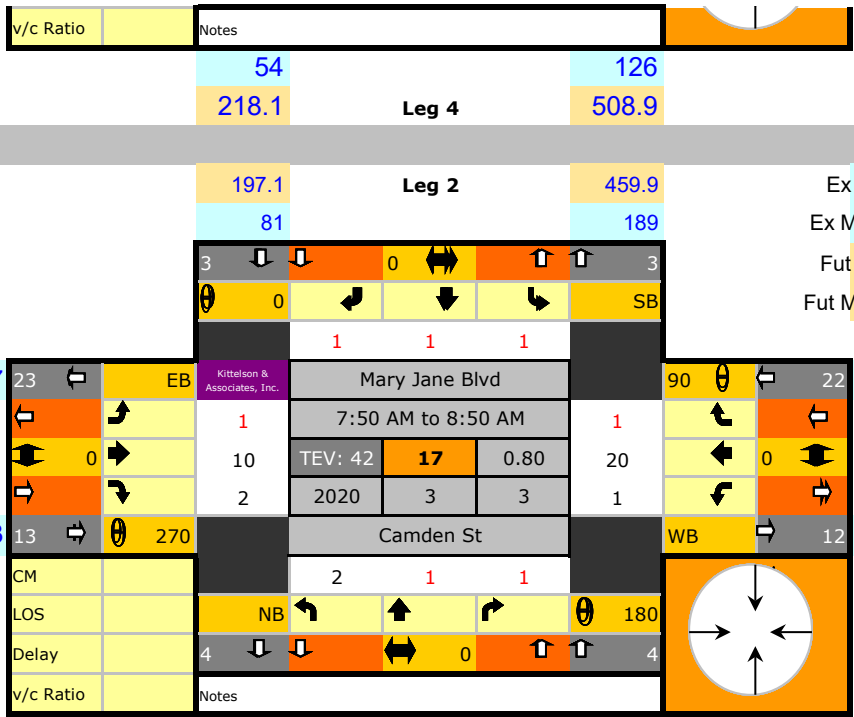 v/c Ratio Notes
54 126
218.1 Leg 4 508.9
197.1 Leg 2 459.9 Ex
81 189 Ex M
3 0 3 Fut
0 SB Fut M
1 1 1
23 EB Kittelson & Associates, Inc. Mary Jane Blvd 90 22
1 7:50 AM to 8:50 AM 1
0 10 TEV: 42 17 0.80 20 0
2 2020 3 3 1
13 270 Camden St WB 12
CM 2 1 1
LOS NB 180
Delay 4 0 4
v/c Ratio Notes